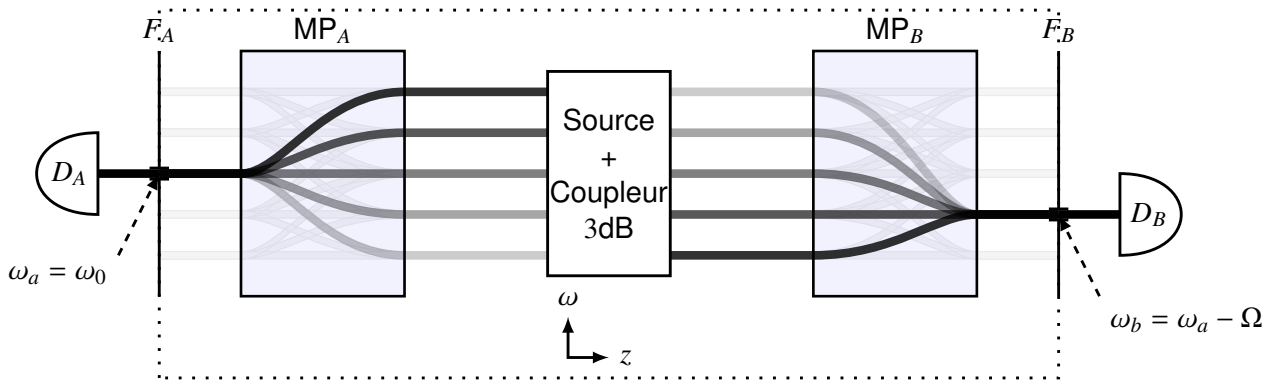 F_A
MP_A
MP_B
F_B
Source
+
Coupleur
3dB
D_A
D_B
ω_a = ω_0
ω_b = ω_a − Ω
ω
z